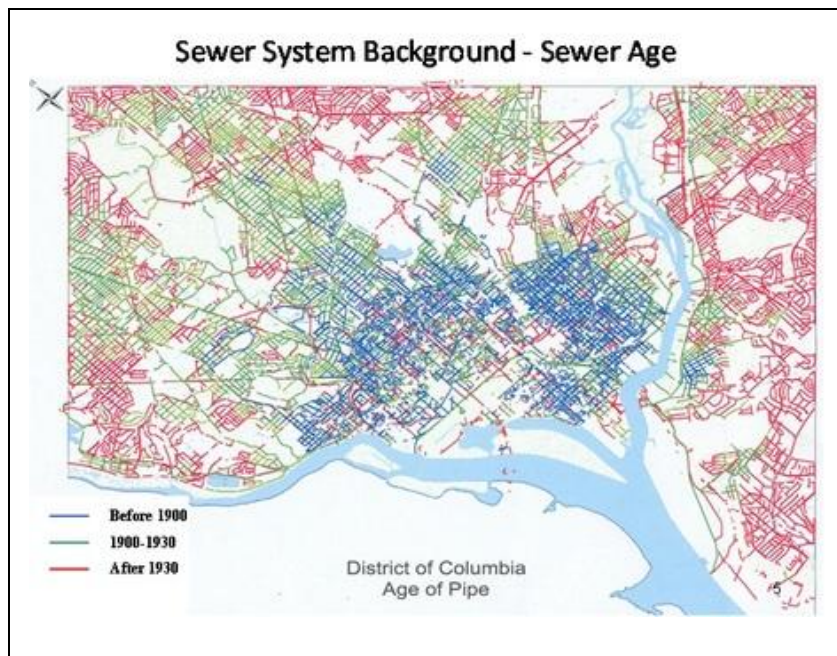 Sewer System Background - Sewer Age
Before 1900
1900-1930
After 1930
District of Columbia
Age of Pipe
5